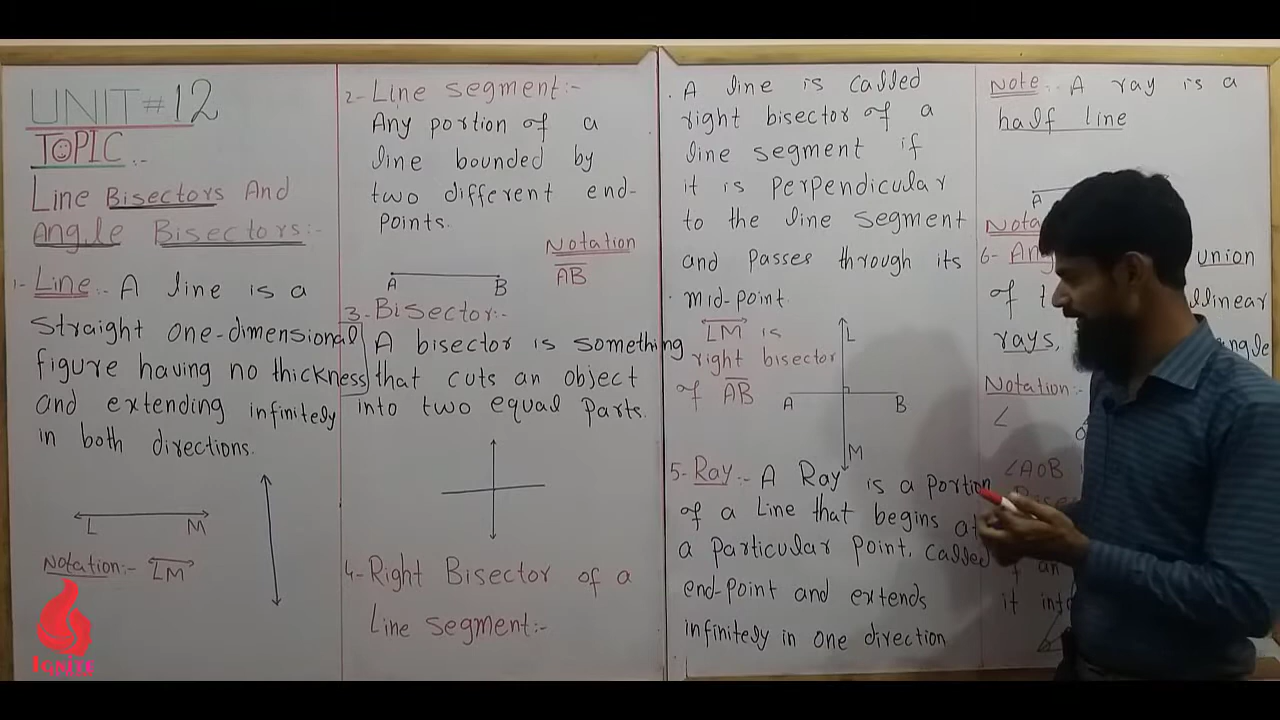 UNIT # 12
TOPIC :-
Line Bisectors And
Angle Bisectors:-
1- Line:- A line is a
straight one-dimensional
figure having no thickness
and extending infinitely
in both directions.
L M
Notation:- LM
IGNITE
2- Line segment:-
Any portion of a
line bounded by
two different end-
points.
Notation
AB
A B
3- Bisector:-
A bisector is something
that cuts an object
into two equal parts.
4- Right Bisector of a
Line segment:-
. A line is called
right bisector of a
line segment if
it is perpendicular
to the line segment
and passes through its
mid-point.
LM is
right bisector
of AB
L
A B
M
5- Ray:- A Ray is a portion
of a Line that begins at
a particular point, called
end-point and extends
infinitely in one direction
Note:- A ray is a
half line
A
6- union
of
rays,
Notation:-
∠
∠AOB
it